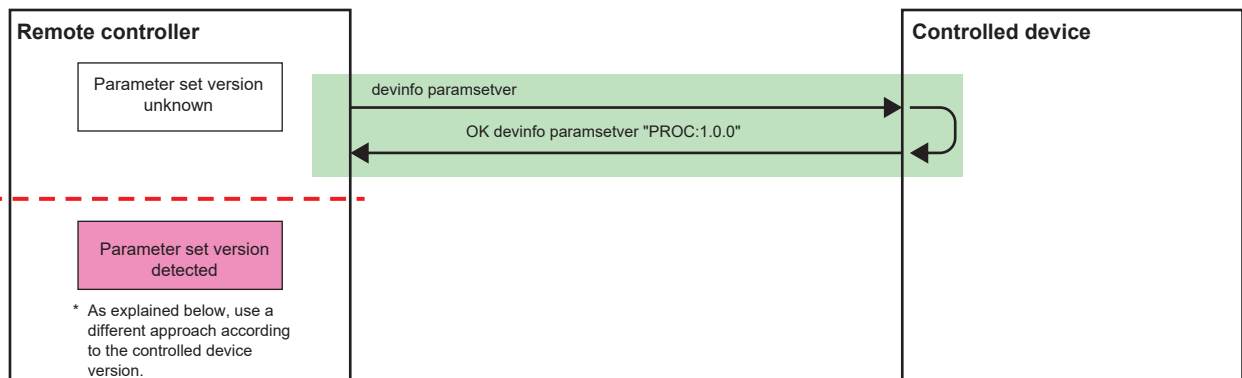 Remote controller
Controlled device
Parameter set version
unknown
devinfo paramsetver
OK devinfo paramsetver "PROC:1.0.0"
Parameter set version
detected
* As explained below, use a
different approach according
to the controlled device
version.